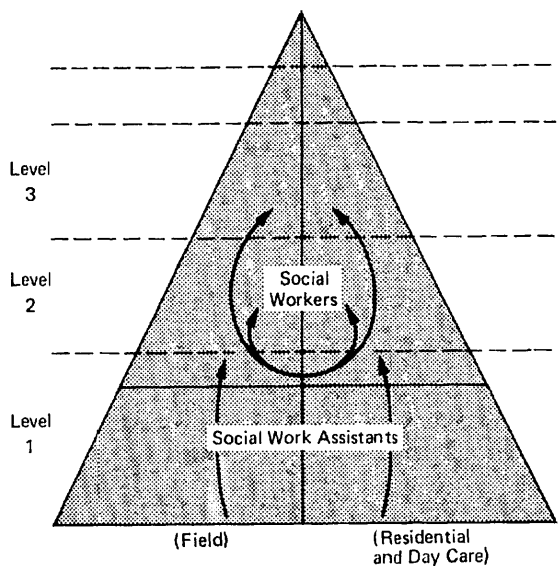 Level
3
Level
2
Social
Workers
Level
1
Social Work Assistants
(Field)
(Residential
and Day Care)